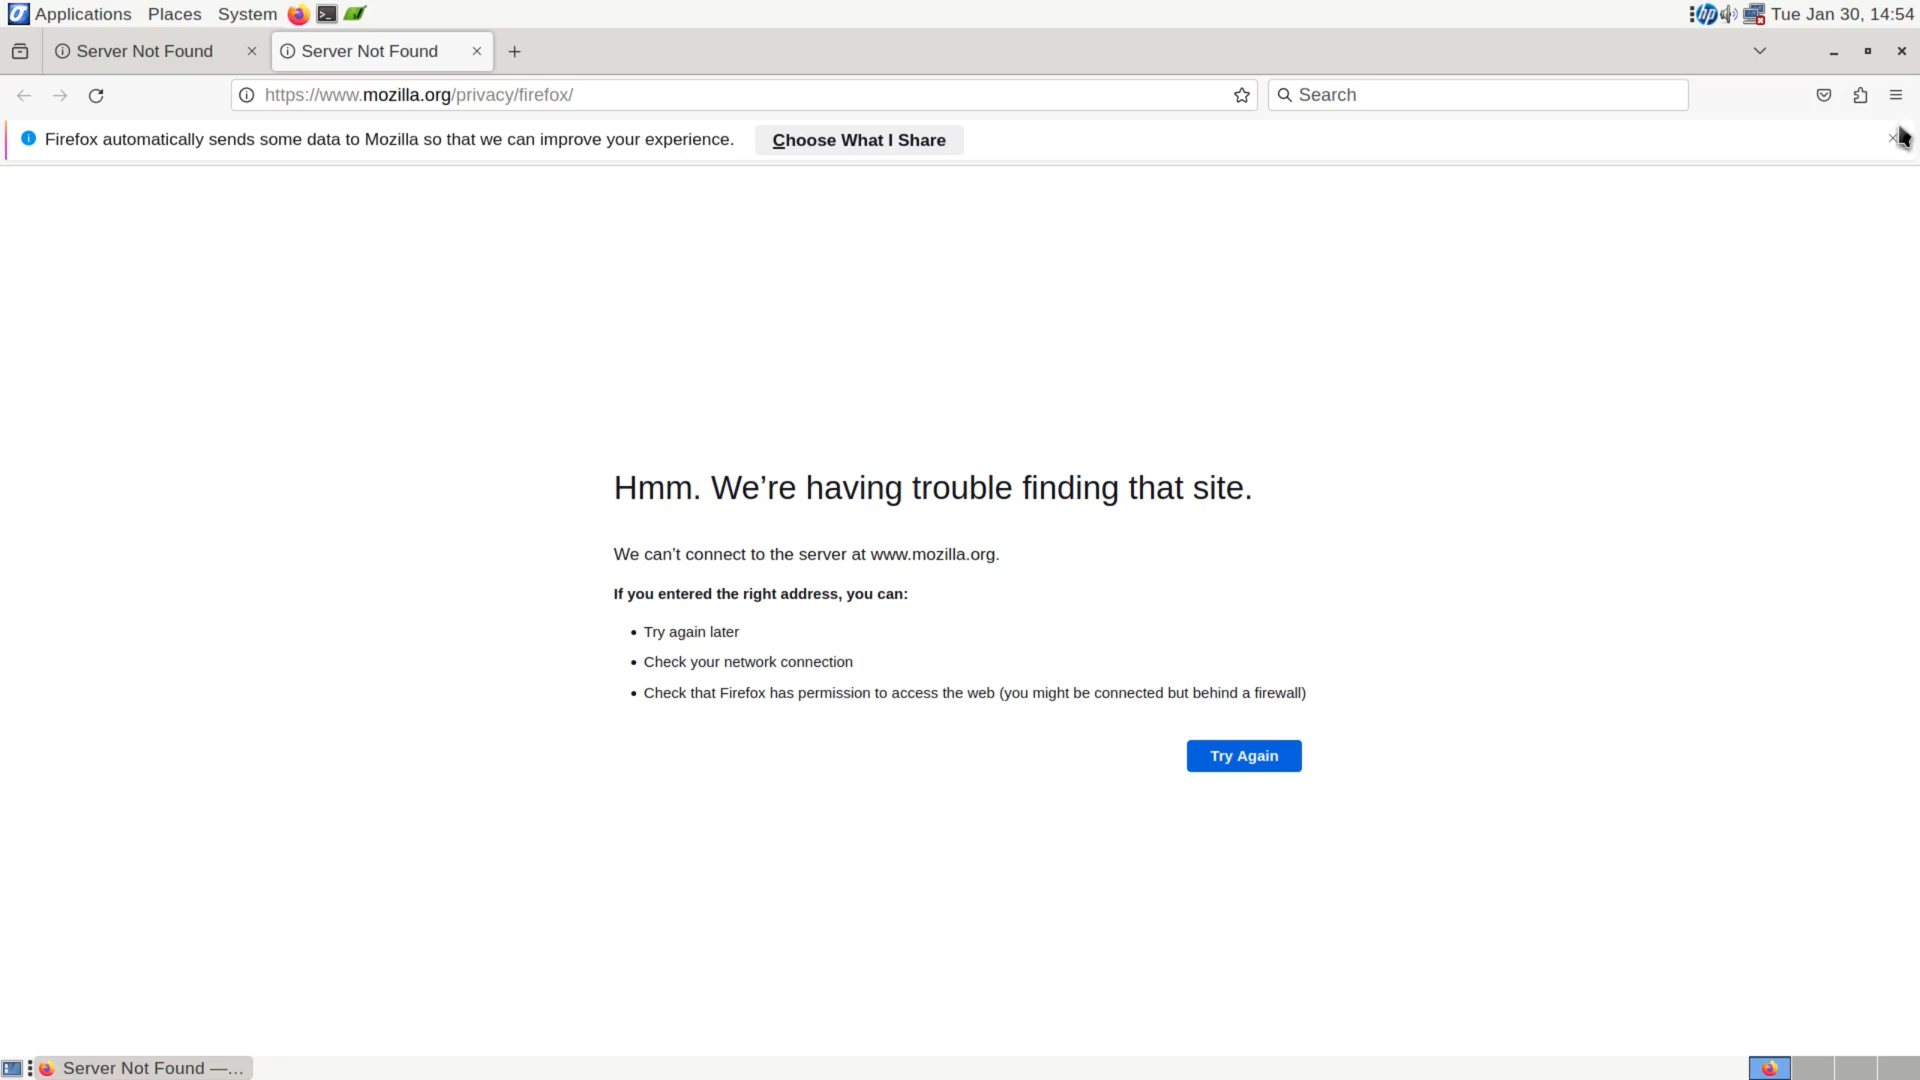 Applications Places System hp Tue Jan 30, 14:54
Server Not Found Server Not Found
https://www.mozilla.org/privacy/firefox/ Search
Firefox automatically sends some data to Mozilla so that we can improve your experience. Choose What I Share
Hmm. We’re having trouble finding that site.
We can’t connect to the server at www.mozilla.org.
If you entered the right address, you can:
• Try again later
• Check your network connection
• Check that Firefox has permission to access the web (you might be connected but behind a firewall)
Try Again
Server Not Found —...